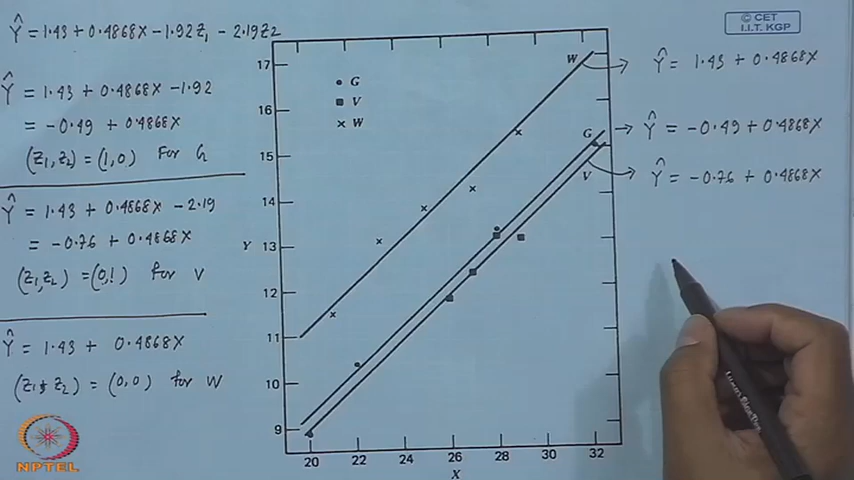 Ŷ = 1.43 + 0.4868X - 1.92Z₁ - 2.19Z₂
Ŷ = 1.43 + 0.4868X - 1.92
= -0.49 + 0.4868X
(Z₁, Z₂) = (1,0) For G
Ŷ = 1.43 + 0.4868X - 2.19
= -0.76 + 0.4868X
(Z₁, Z₂) = (0,1) for V
Ŷ = 1.43 + 0.4868X
(Z₁, Z₂) = (0,0) for W
NPTEL
17
16
15
14
13
12
11
10
9
Y
G
V
W
W
G
V
20 22 24 26 28 30 32
X
© CET
I.I.T. KGP
Ŷ = 1.43 + 0.4868X
Ŷ = -0.49 + 0.4868X
Ŷ = -0.76 + 0.4868X